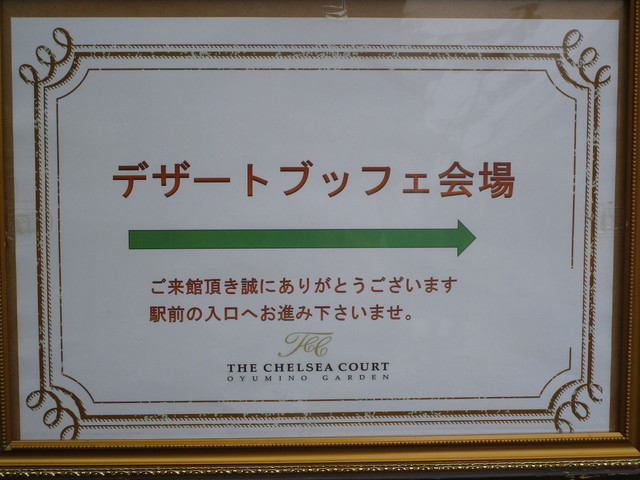 デザートブッフェ会場
ご来館頂き誠にありがとうございます
駅前の入口へお進み下さいませ。
TCC
THE CHELSEA COURT
OYUMINO GARDEN